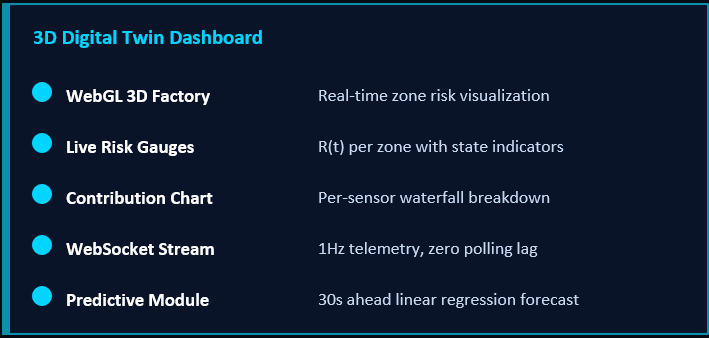 3D Digital Twin Dashboard
WebGL 3D Factory Real-time zone risk visualization
Live Risk Gauges R(t) per zone with state indicators
Contribution Chart Per-sensor waterfall breakdown
WebSocket Stream 1Hz telemetry, zero polling lag
Predictive Module 30s ahead linear regression forecast